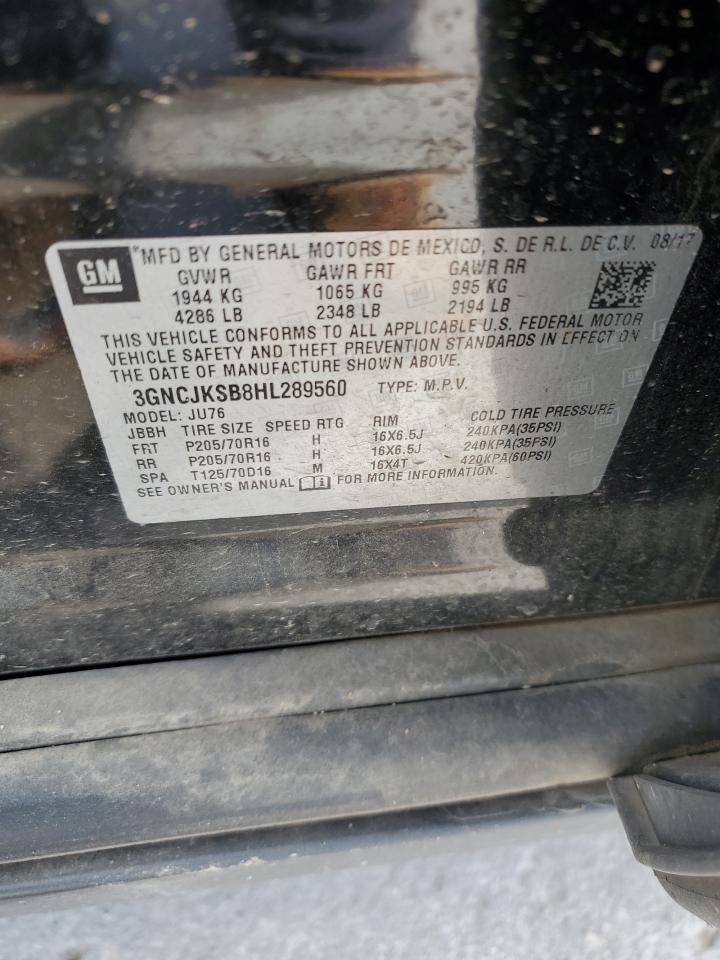 GM
*MFD BY GENERAL MOTORS DE MEXICO, S. DE R.L. DE C.V. 08/17
GVWR GAWR FRT GAWR RR
1944 KG 1065 KG 995 KG
4286 LB 2348 LB 2194 LB
THIS VEHICLE CONFORMS TO ALL APPLICABLE U.S. FEDERAL MOTOR
VEHICLE SAFETY AND THEFT PREVENTION STANDARDS IN EFFECT ON
THE DATE OF MANUFACTURE SHOWN ABOVE.
3GNCJKSB8HL289560 TYPE: M.P.V.
MODEL: JU76
JBBH TIRE SIZE SPEED RTG RIM COLD TIRE PRESSURE
FRT P205/70R16 H 16X6.5J 240KPA(35PSI)
RR P205/70R16 H 16X6.5J 240KPA(35PSI)
SPA T125/70D16 M 16X4T 420KPA(60PSI)
SEE OWNER'S MANUAL FOR MORE INFORMATION.